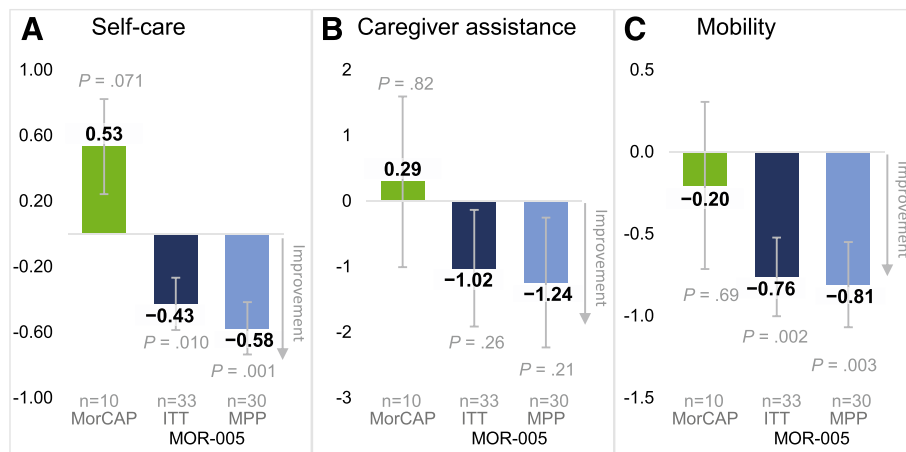 A Self-care
1.00
0.60
0.20
-0.20
-0.60
-1.00
P = .071
0.53
−0.43
P = .010
−0.58
P = .001
Improvement
n=10 n=33 n=30
MorCAP ITT MPP
MOR-005
B Caregiver assistance
2
1
0
-1
-2
-3
P = .82
0.29
−1.02
P = .26
−1.24
P = .21
Improvement
n=10 n=33 n=30
MorCAP ITT MPP
MOR-005
C Mobility
0.5
0.0
-0.5
-1.0
-1.5
−0.20
P = .69
−0.76
P = .002
−0.81
P = .003
Improvement
n=10 n=33 n=30
MorCAP ITT MPP
MOR-005